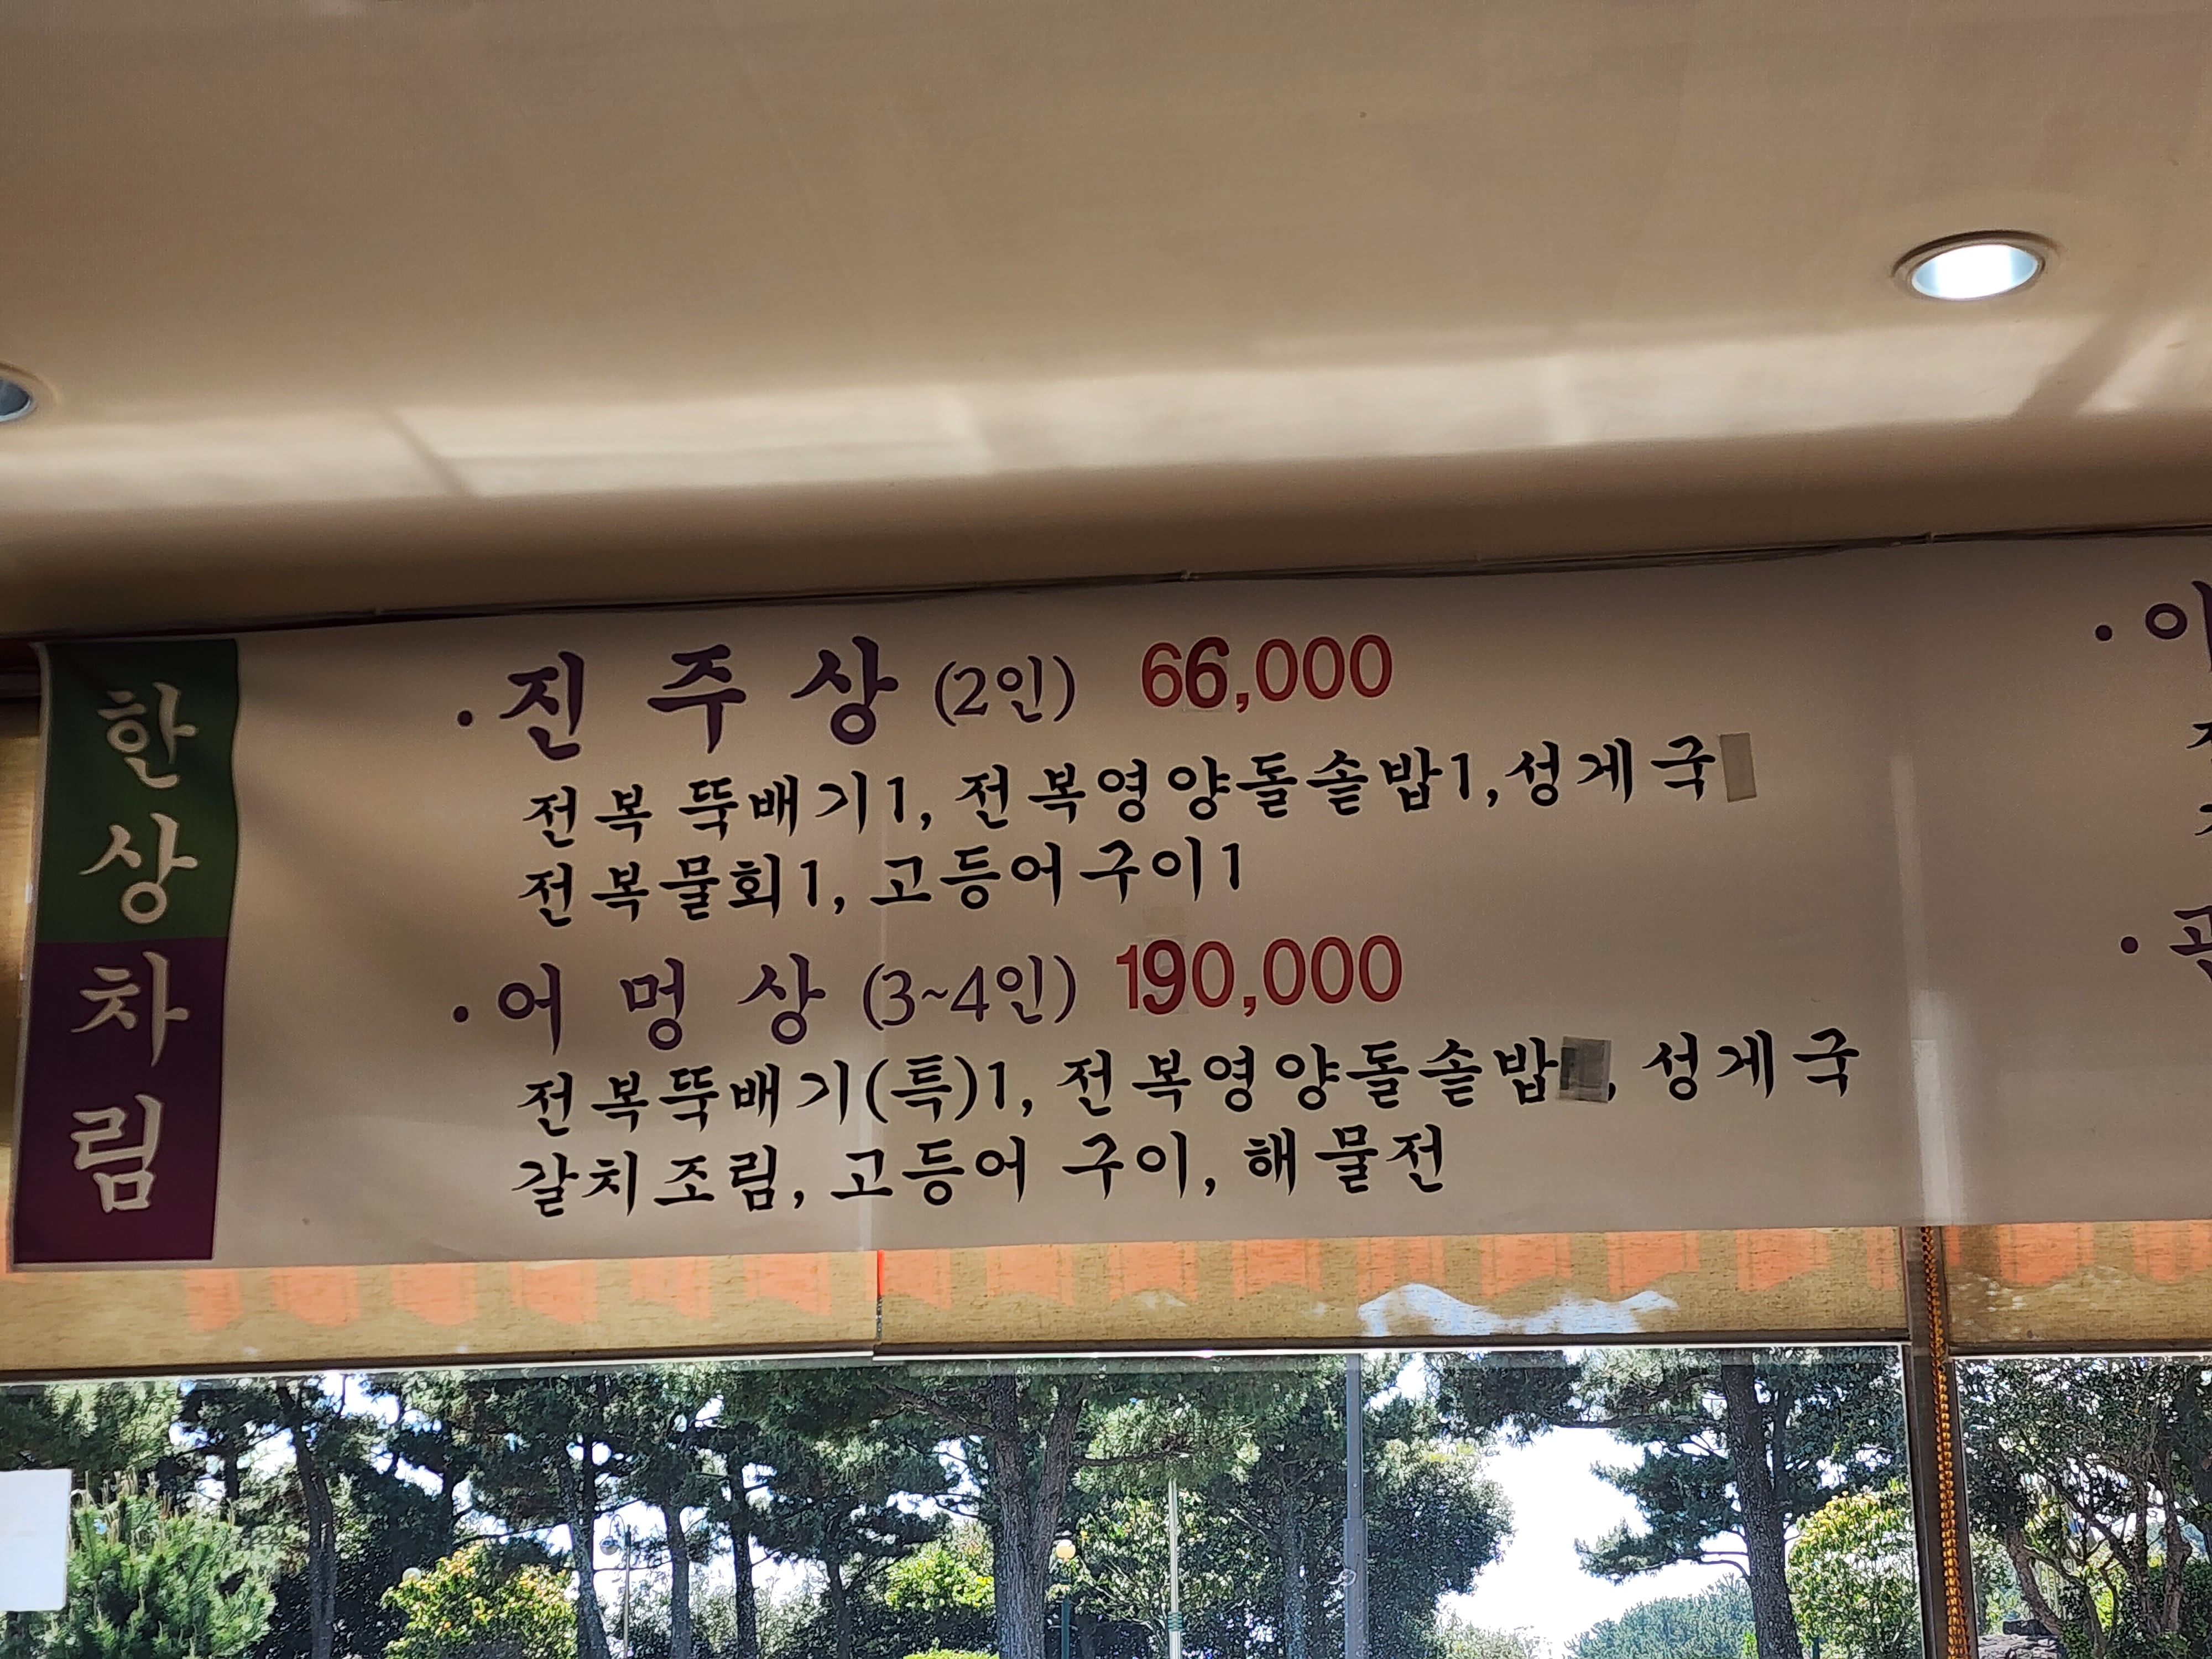 한상차림
· 진주상 (2인) 66,000
전복뚝배기1, 전복영양돌솥밥1, 성게국
전복물회1, 고등어구이1
· 어멍상 (3~4인) 190,000
전복뚝배기(특)1, 전복영양돌솥밥, 성게국
갈치조림, 고등어 구이, 해물전